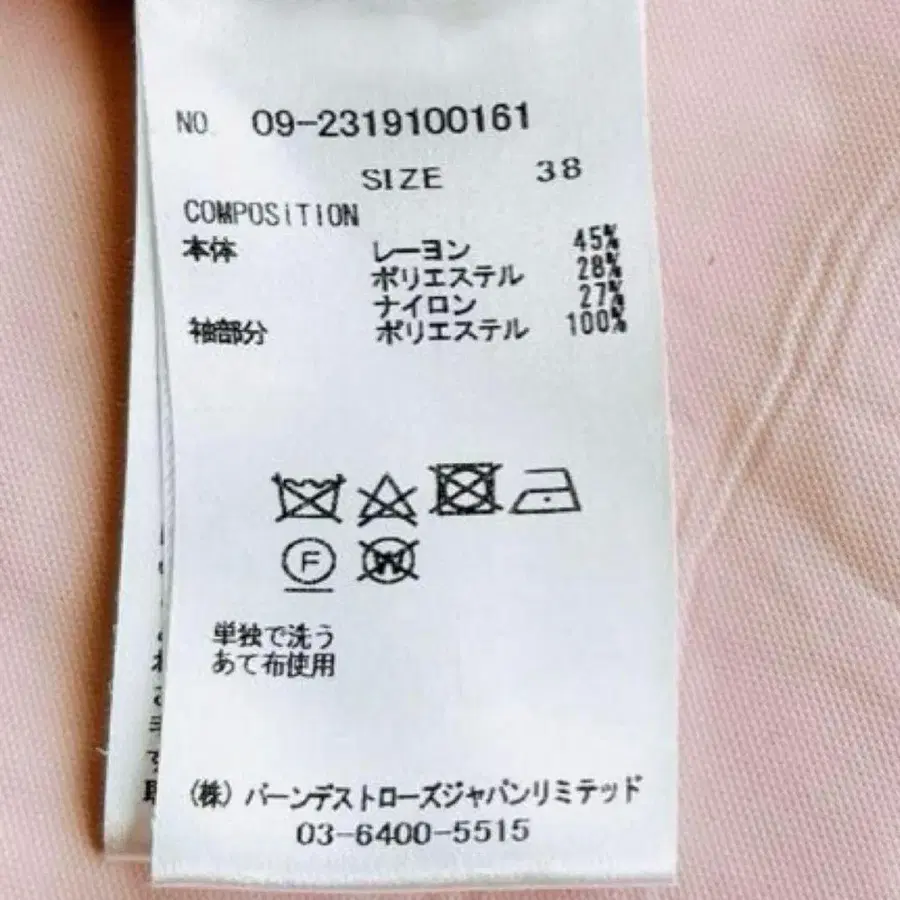 NO. 09-2319100161
SIZE 38
COMPOSITION
本体 レーヨン 45%
ポリエステル 28%
ナイロン 27%
袖部分 ポリエステル 100%
F W
単独で洗う
あて布使用
(株) バーンデストローズジャパンリミテッド
03-6400-5515